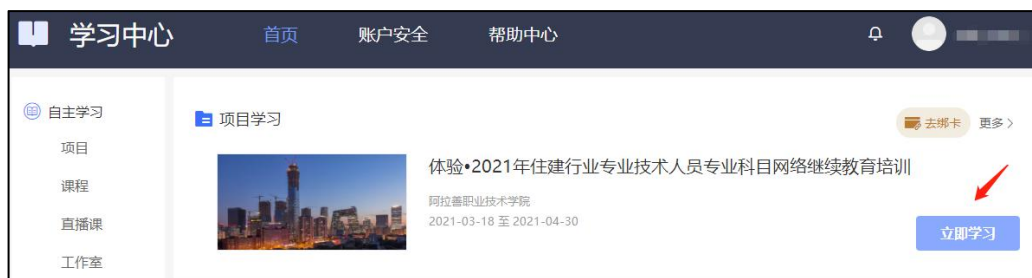 学习中心 首页 账户安全 帮助中心
自主学习
项目
课程
直播课
工作室
项目学习 去绑卡 更多 >
体验•2021年住建行业专业技术人员专业科目网络继续教育培训
阿拉善职业技术学院
2021-03-18 至 2021-04-30
立即学习